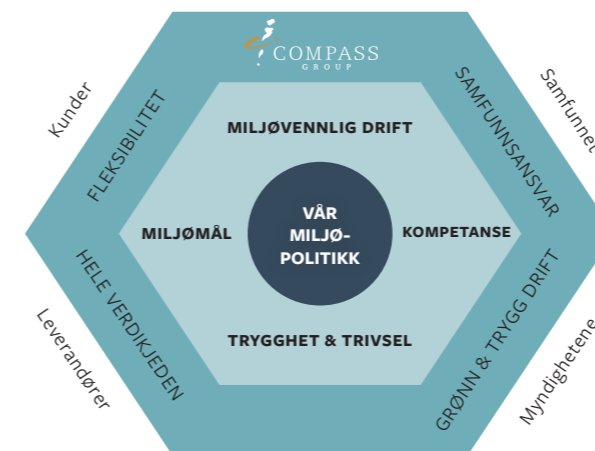 COMPASS
GROUP
Kunder
FLEKSIBILITET
SAMFUNNSANSVAR
Samfunnet
MILJØVENNLIG DRIFT
MILJØMÅL
VÅR
MILJØ-
POLITIKK
KOMPETANSE
TRYGGHET & TRIVSEL
HELE VERDIKJEDEN
Leverandører
GRØNN & TRYGG DRIFT
Myndighetene